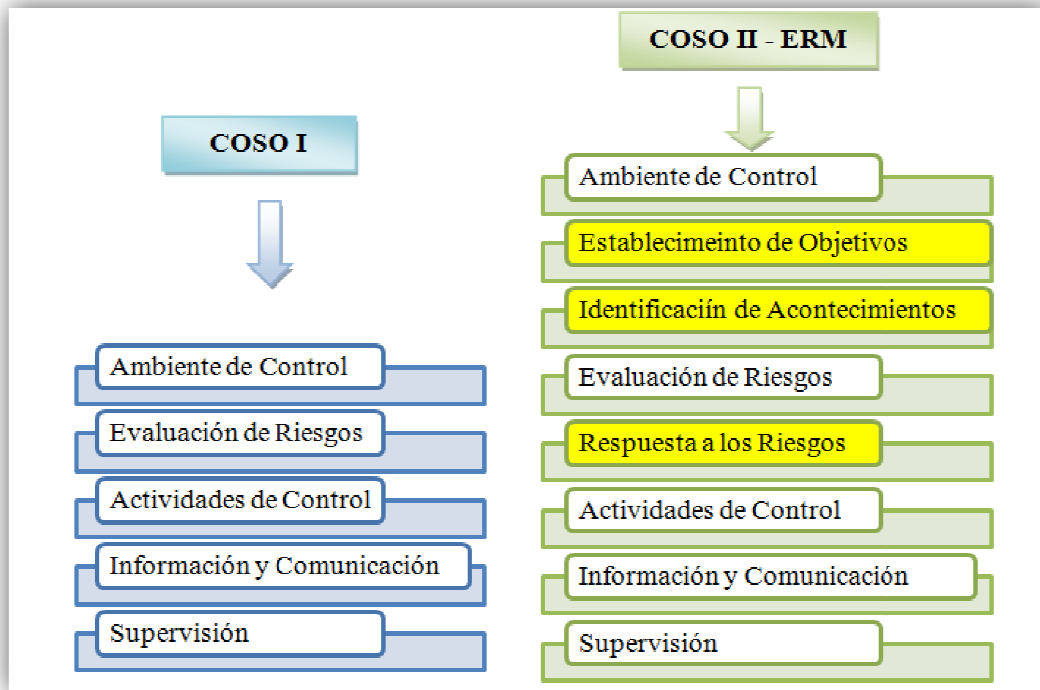 COSO I
Ambiente de Control
Evaluación de Riesgos
Actividades de Control
Información y Comunicación
Supervisión
COSO II - ERM
Ambiente de Control
Establecimeinto de Objetivos
Identificaciín de Acontecimientos
Evaluación de Riesgos
Respuesta a los Riesgos
Actividades de Control
Información y Comunicación
Supervisión